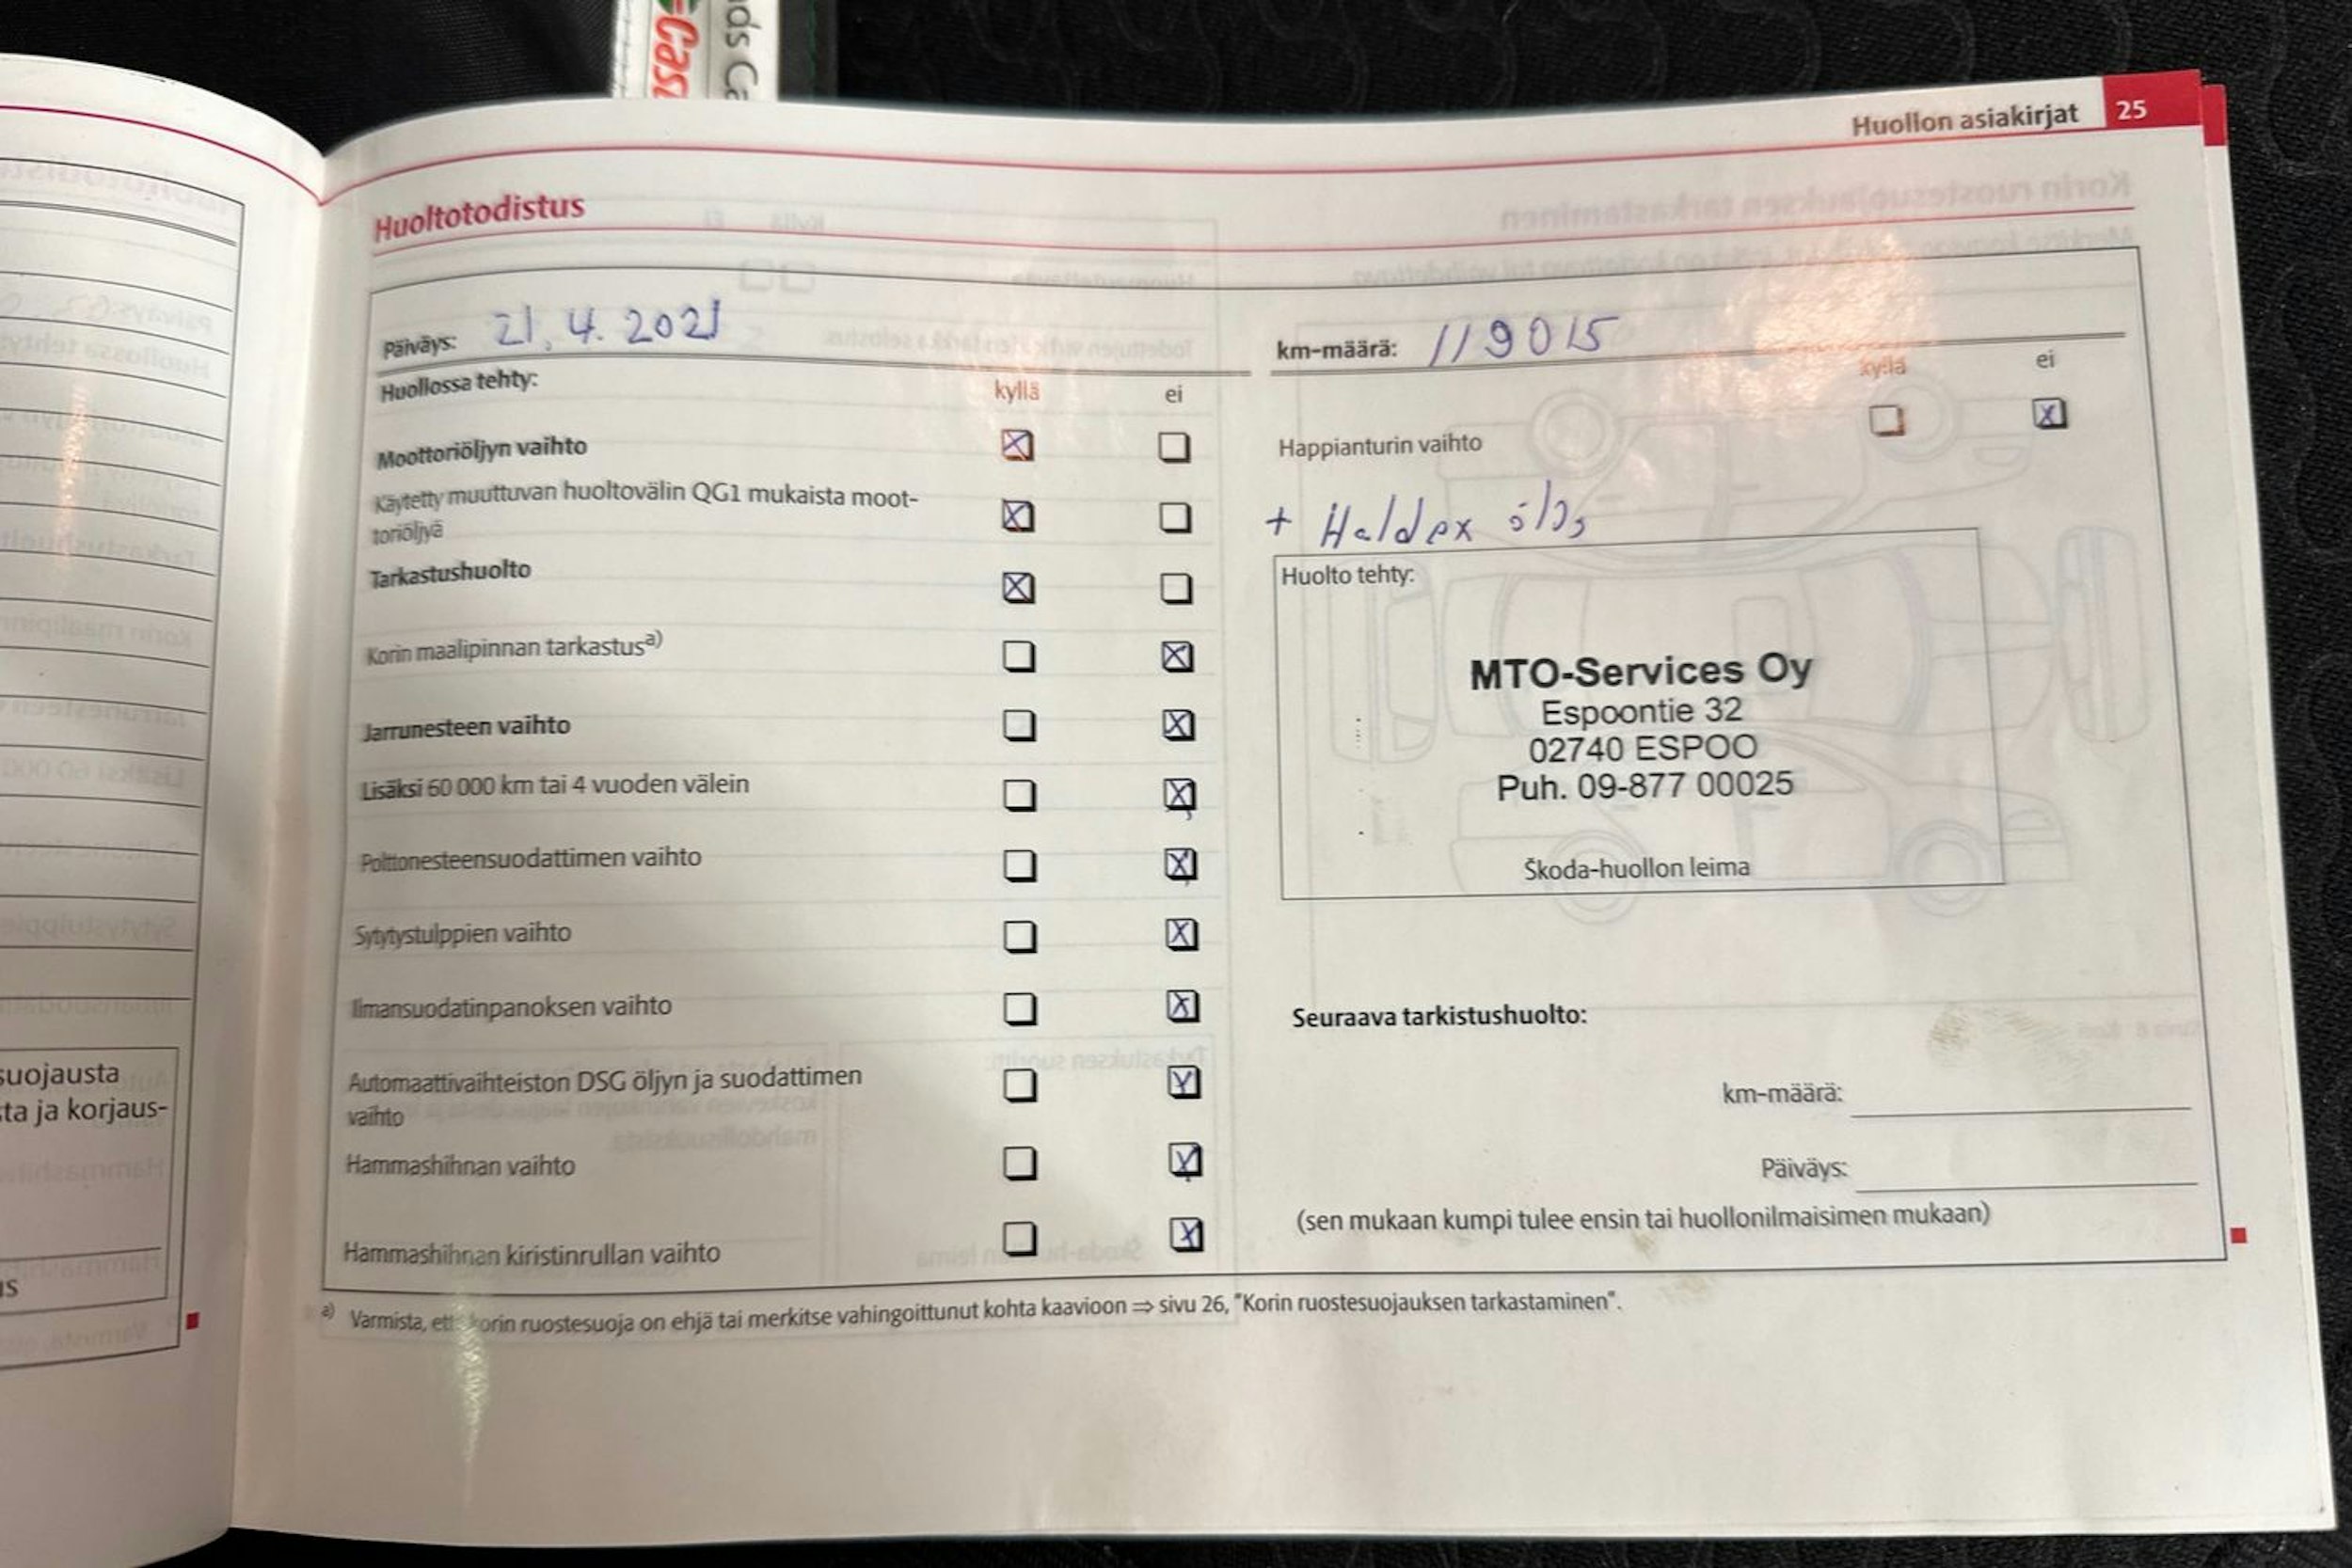 ds Ca
Cas
suojausta
ta ja korjaus-
Huollon asiakirjat 25
Huoltotodistus
Päiväys: 21.4.2021
km-määrä: 119015
Huollossa tehty:
kyllä ei
kyllä ei
Moottoriöljyn vaihto
Käytetty muuttuvan huoltovälin QG1 mukaista moot-
toriöljyä
Tarkastushuolto
Korin maalipinnan tarkastus a)
Jarrunesteen vaihto
Lisäksi 60 000 km tai 4 vuoden välein
Polttonesteensuodattimen vaihto
Sytytystulppien vaihto
Ilmansuodatinpanoksen vaihto
Automaattivaihteiston DSG öljyn ja suodattimen
vaihto
Hammashihnan vaihto
Hammashihnan kiristinrullan vaihto
Happianturin vaihto
+ Haldex
Huolto tehty:
MTO-Services Oy
Espoontie 32
02740 ESPOO
Puh. 09-877 00025
Škoda-huollon leima
Seuraava tarkistushuolto:
km-määrä:
Päiväys:
(sen mukaan kumpi tulee ensin tai huollonilmaisimen mukaan)
a) Varmista, että korin ruostesuoja on ehjä tai merkitse vahingoittunut kohta kaavioon ⇒ sivu 26, "Korin ruostesuojauksen tarkastaminen".